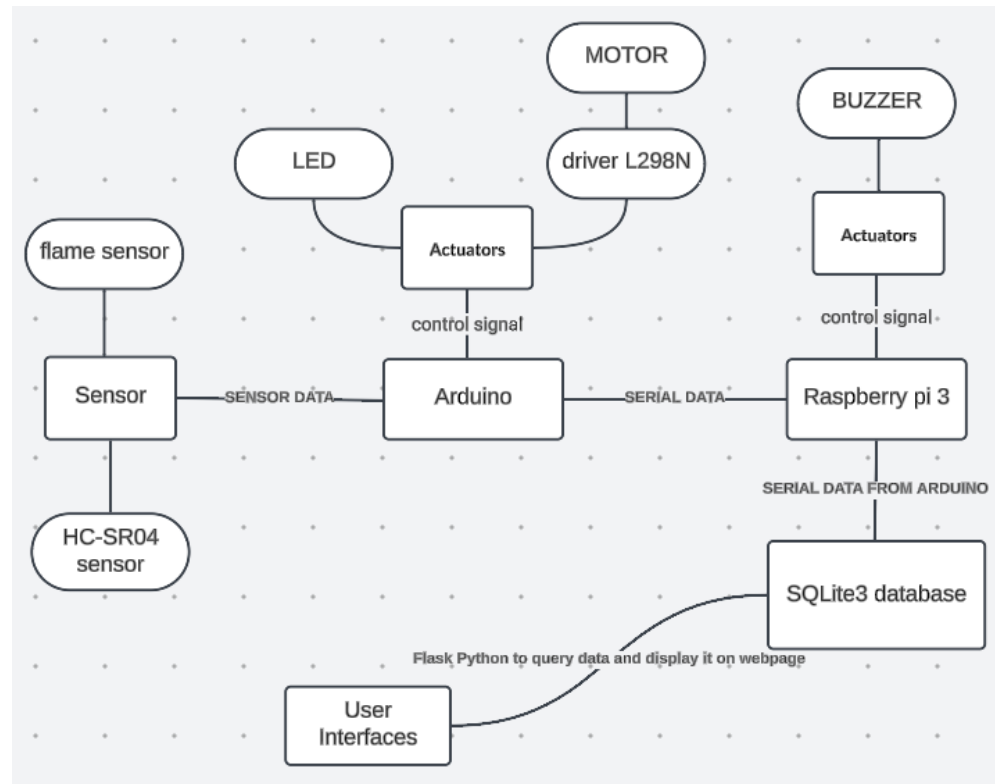 MOTOR
BUZZER
LED
driver L298N
flame sensor
Actuators
Actuators
control signal
control signal
Sensor
SENSOR DATA
Arduino
SERIAL DATA
Raspberry pi 3
SERIAL DATA FROM ARDUINO
HC-SR04
sensor
SQLite3 database
Flask Python to query data and display it on webpage
User
Interfaces